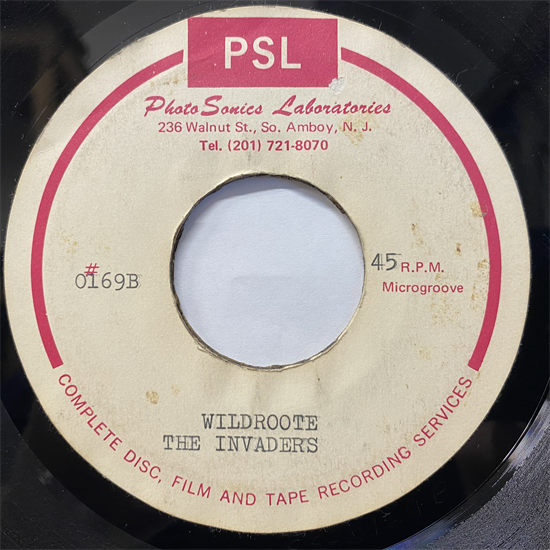 PSL
PhotoSonics Laboratories
236 Walnut St., So. Amboy, N. J.
Tel. (201) 721-8070
#
0169B
45 R.P.M.
Microgroove
WILDROOTE
THE INVADERS
COMPLETE DISC, FILM AND TAPE RECORDING SERVICES